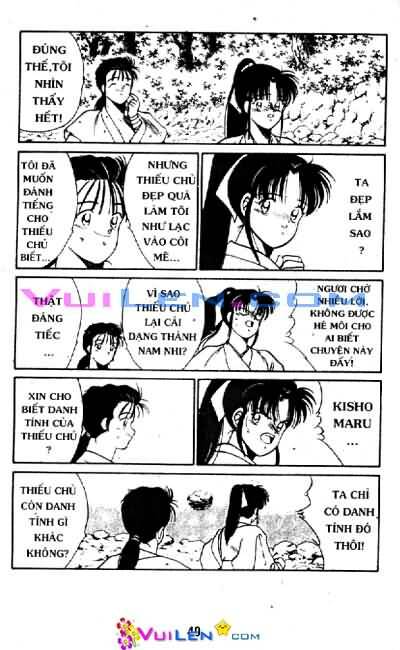 ĐÚNG
THẾ,TÔI
NHÌN
THẤY
HẾT!
TÔI ĐÃ
MUỐN
ĐÁNH
TIẾNG
CHO
THIẾU
CHỦ
BIẾT...
NHƯNG
THIẾU CHỦ
ĐẸP QUÁ
LÀM TÔI
NHƯ LẠC
VÀO CÕI
MÊ...
TA
ĐẸP
LẮM
SAO
?
THẬT
ĐÁNG
TIẾC
...
VÌ SAO
THIẾU CHỦ
LẠI CẢI
DẠNG THÀNH
NAM NHI?
NGƯƠI CHỚ
NHIỀU LỜI.
KHÔNG ĐƯỢC
HÉ MÔI CHO
AI BIẾT
CHUYỆN NÀY
ĐẤY!
VUILEN.COM
XIN CHO
BIẾT DANH
TÍNH CỦA
THIẾU CHỦ
?
KISHO
MARU
...
THIẾU CHỦ
CÒN DANH
TÍNH GÌ
KHÁC
KHÔNG?
TA CHỈ
CÓ DANH
TÍNH ĐÓ
THÔI!
VUILEN.COM